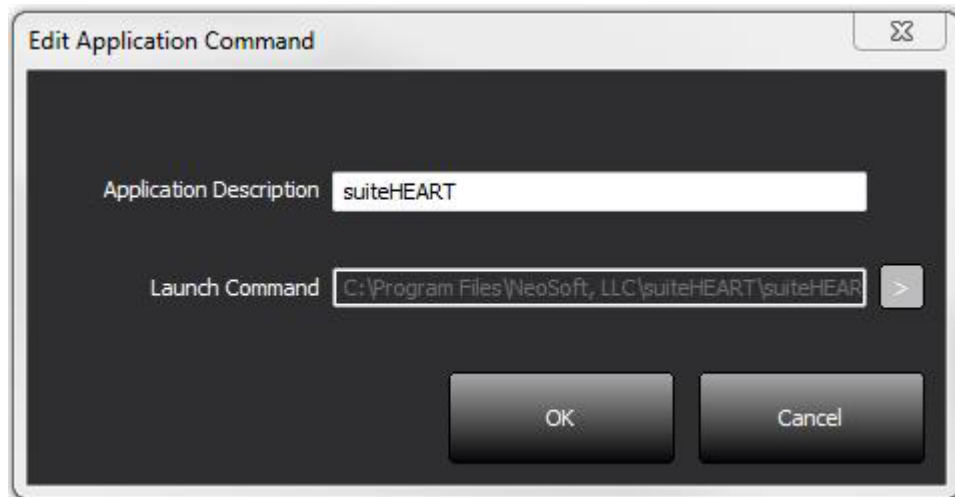 Edit Application Command
Application Description suiteHEART
Launch Command C:\Program Files\NeoSoft, LLC\suiteHEART\suiteHEAR >
OK Cancel